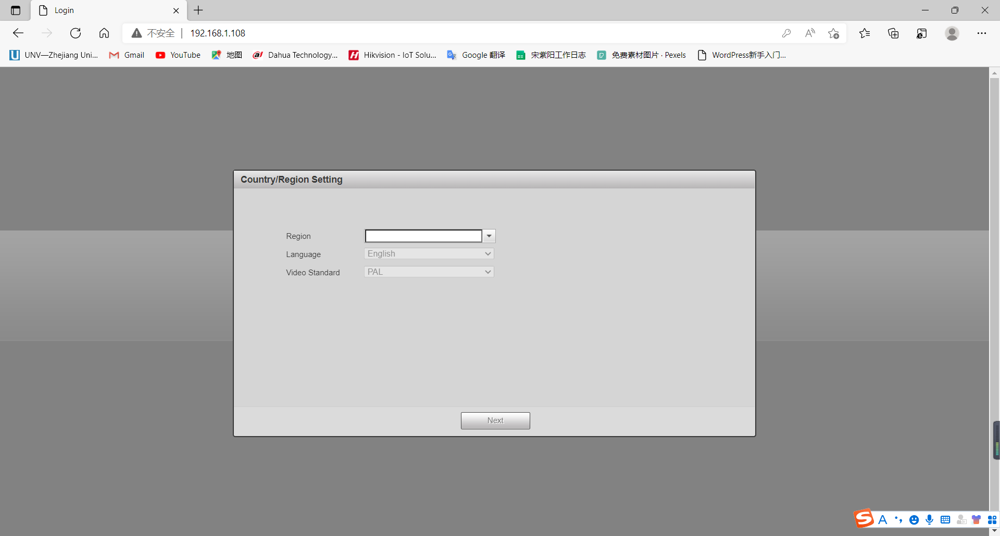 Login
不安全 192.168.1.108
UNV—Zhejiang Uni... Gmail YouTube 地图 Dahua Technology... Hikvision - IoT Solu... Google 翻译 宋紫阳工作日志 免费素材图片 · Pexels WordPress新手入门...
Country/Region Setting
Region
Language English
Video Standard PAL
Next